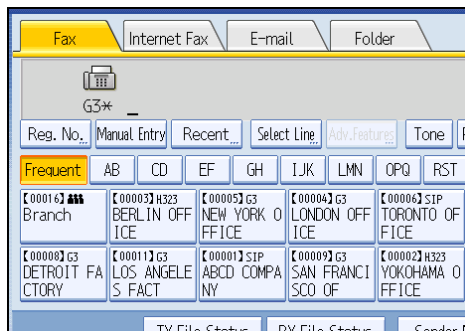 Fax Internet Fax E-mail Folder
G3* _
Reg. No. Manual Entry Recent Select Line Adv.Features Tone
Frequent AB CD EF GH IJK LMN OPQ RST
【00016】 【00003】H323 【00005】G3 【00004】G3 【00006】SIP
Branch BERLIN OFF NEW YORK O LONDON OFF TORONTO OF
ICE FFICE ICE FICE
【00008】G3 【00011】G3 【00001】SIP 【00009】G3 【00002】H323
DETROIT FA LOS ANGELE ABCD COMPA SAN FRANCI YOKOHAMA O
CTORY S FACT NY SCO OF FFICE
TX File Status RX File Status Sender